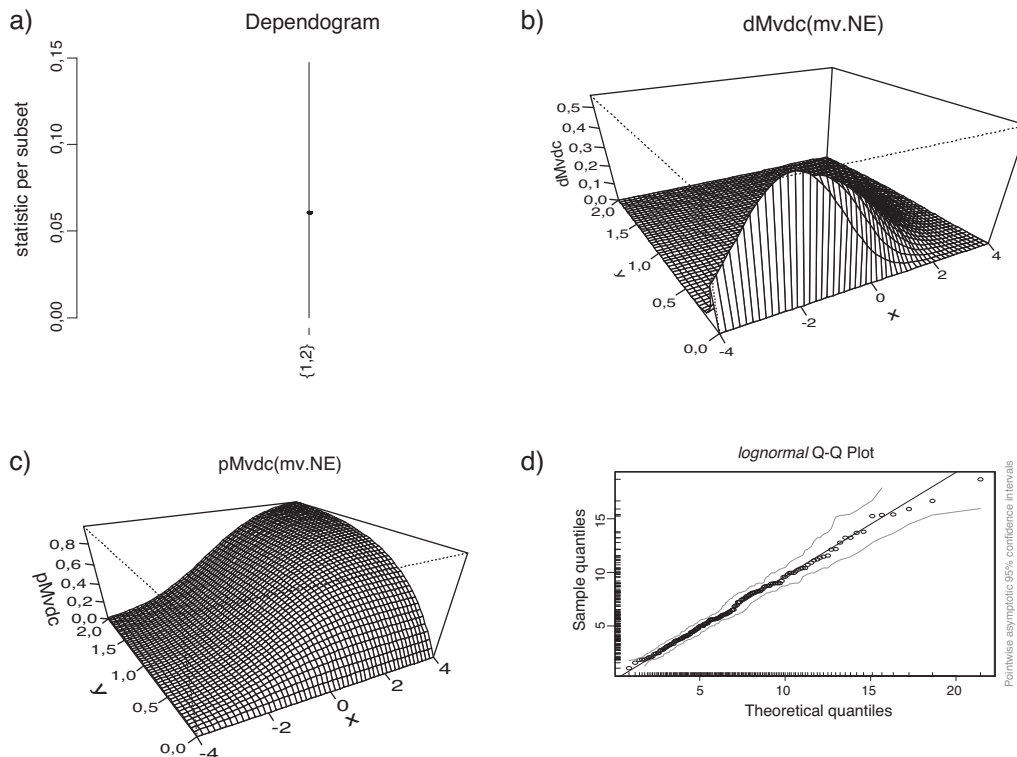 a)
Dependogram
statistic per subset
0,15
0,10
0,05
0,00
{1,2}
b)
dMvdc(mv.NE)
dMvdc
0,5
0,4
0,3
0,2
0,1
0,0
2,0
1,5
1,0
0,5
0,0
y
-4
-2
0
2
4
x
c)
pMvdc(mv.NE)
pMvdc
0,8
0,6
0,4
0,2
0,0
2,0
1,5
1,0
0,5
0,0
y
-4
-2
0
2
4
x
d)
lognormal Q-Q Plot
Sample quantiles
15
10
5
5
10
15
20
Theoretical quantiles
Pointwise asymptotic 95% confidence intervals